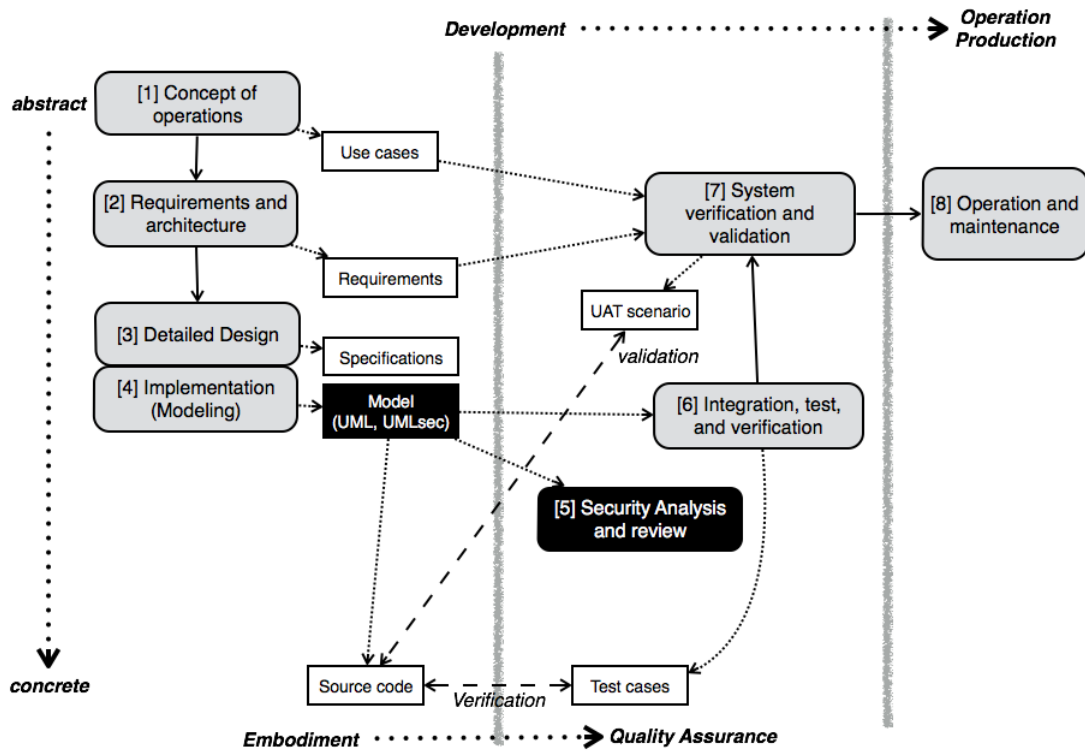 Development
Operation
Production
abstract
[1] Concept of
operations
Use cases
[2] Requirements and
architecture
[7] System
verification and
validation
[8] Operation and
maintenance
Requirements
UAT scenario
[3] Detailed Design
validation
Specifications
[4] Implementation
(Modeling)
Model
(UML, UMLsec)
[6] Integration, test,
and verification
[5] Security Analysis
and review
concrete
Source code
Verification
Test cases
Embodiment
Quality Assurance